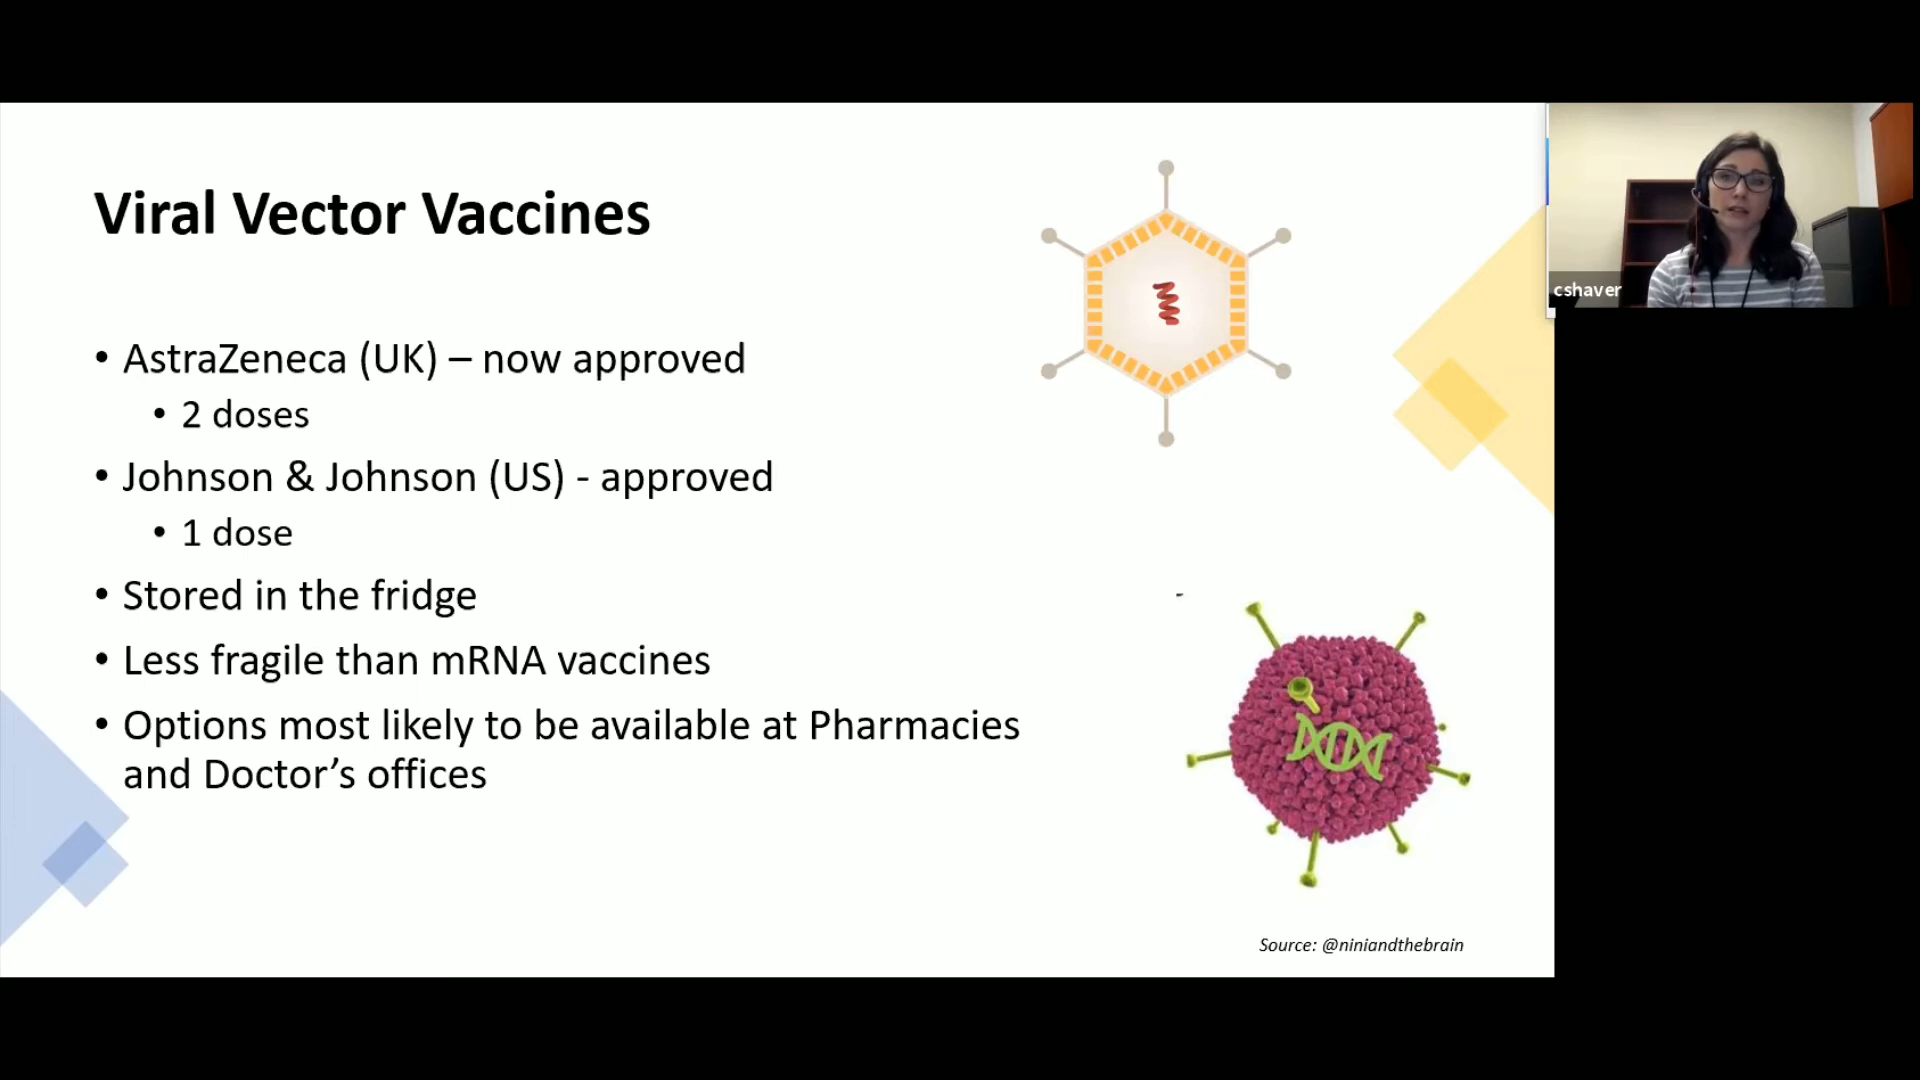 Viral Vector Vaccines
• AstraZeneca (UK) – now approved
• 2 doses
• Johnson & Johnson (US) - approved
• 1 dose
• Stored in the fridge
• Less fragile than mRNA vaccines
• Options most likely to be available at Pharmacies
and Doctor’s offices
Source: @niniandthebrain
cshaver